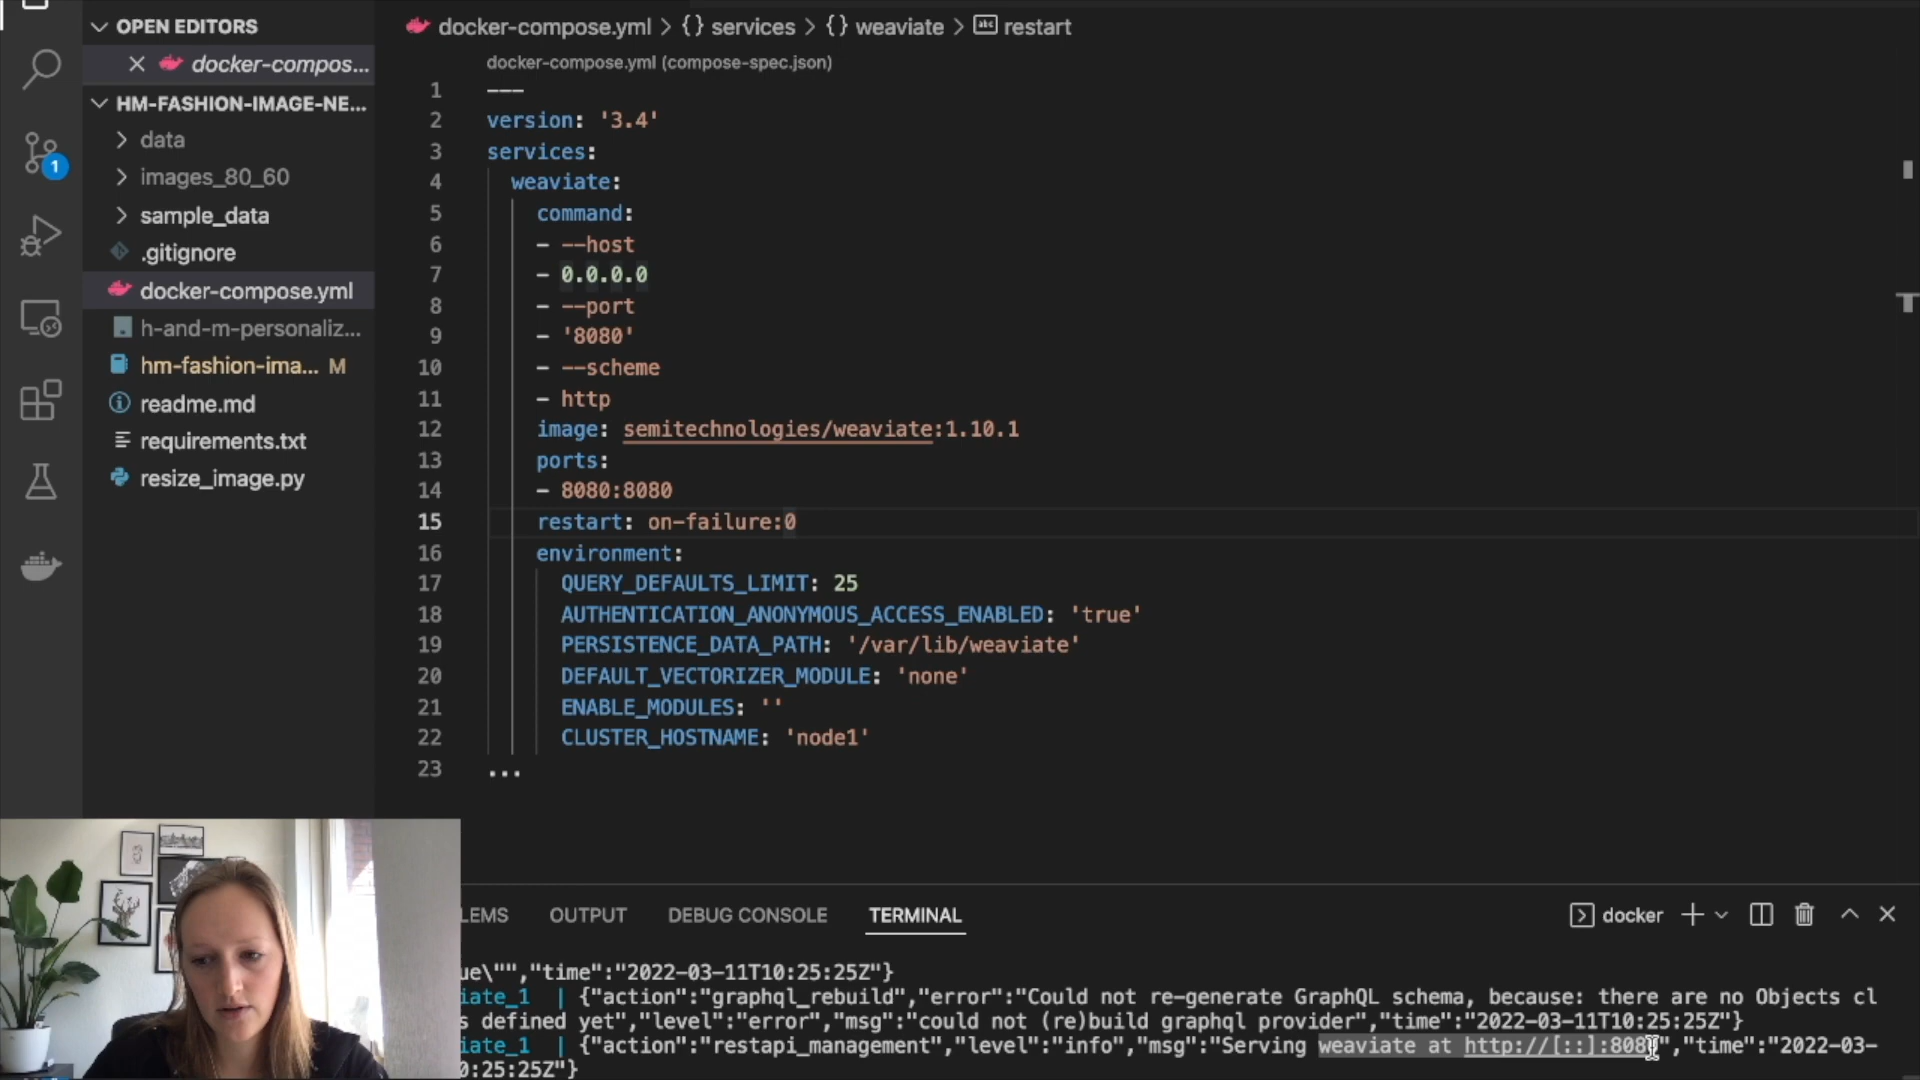 OPEN EDITORS
docker-compos...
HM-FASHION-IMAGE-NE...
data
images_80_60
sample_data
.gitignore
docker-compose.yml
h-and-m-personaliz...
hm-fashion-ima... M
readme.md
requirements.txt
resize_image.py
1
docker-compose.yml > {} services > {} weaviate > abc restart
docker-compose.yml (compose-spec.json)
1 ---
2 version: '3.4'
3 services:
4 weaviate:
5 command:
6 - --host
7 - 0.0.0.0
8 - --port
9 - '8080'
10 - --scheme
11 - http
12 image: semitechnologies/weaviate:1.10.1
13 ports:
14 - 8080:8080
15 restart: on-failure:0
16 environment:
17 QUERY_DEFAULTS_LIMIT: 25
18 AUTHENTICATION_ANONYMOUS_ACCESS_ENABLED: 'true'
19 PERSISTENCE_DATA_PATH: '/var/lib/weaviate'
20 DEFAULT_VECTORIZER_MODULE: 'none'
21 ENABLE_MODULES: ''
22 CLUSTER_HOSTNAME: 'node1'
23 ...
LEMS OUTPUT DEBUG CONSOLE TERMINAL docker
ue\"","time":"2022-03-11T10:25:25Z"}
iate_1 | {"action":"graphql_rebuild","error":"Could not re-generate GraphQL schema, because: there are no Objects cl
s defined yet","level":"error","msg":"could not (re)build graphql provider","time":"2022-03-11T10:25:25Z"}
iate_1 | {"action":"restapi_management","level":"info","msg":"Serving weaviate at http://[::]:808","time":"2022-03-
0:25:25Z"}